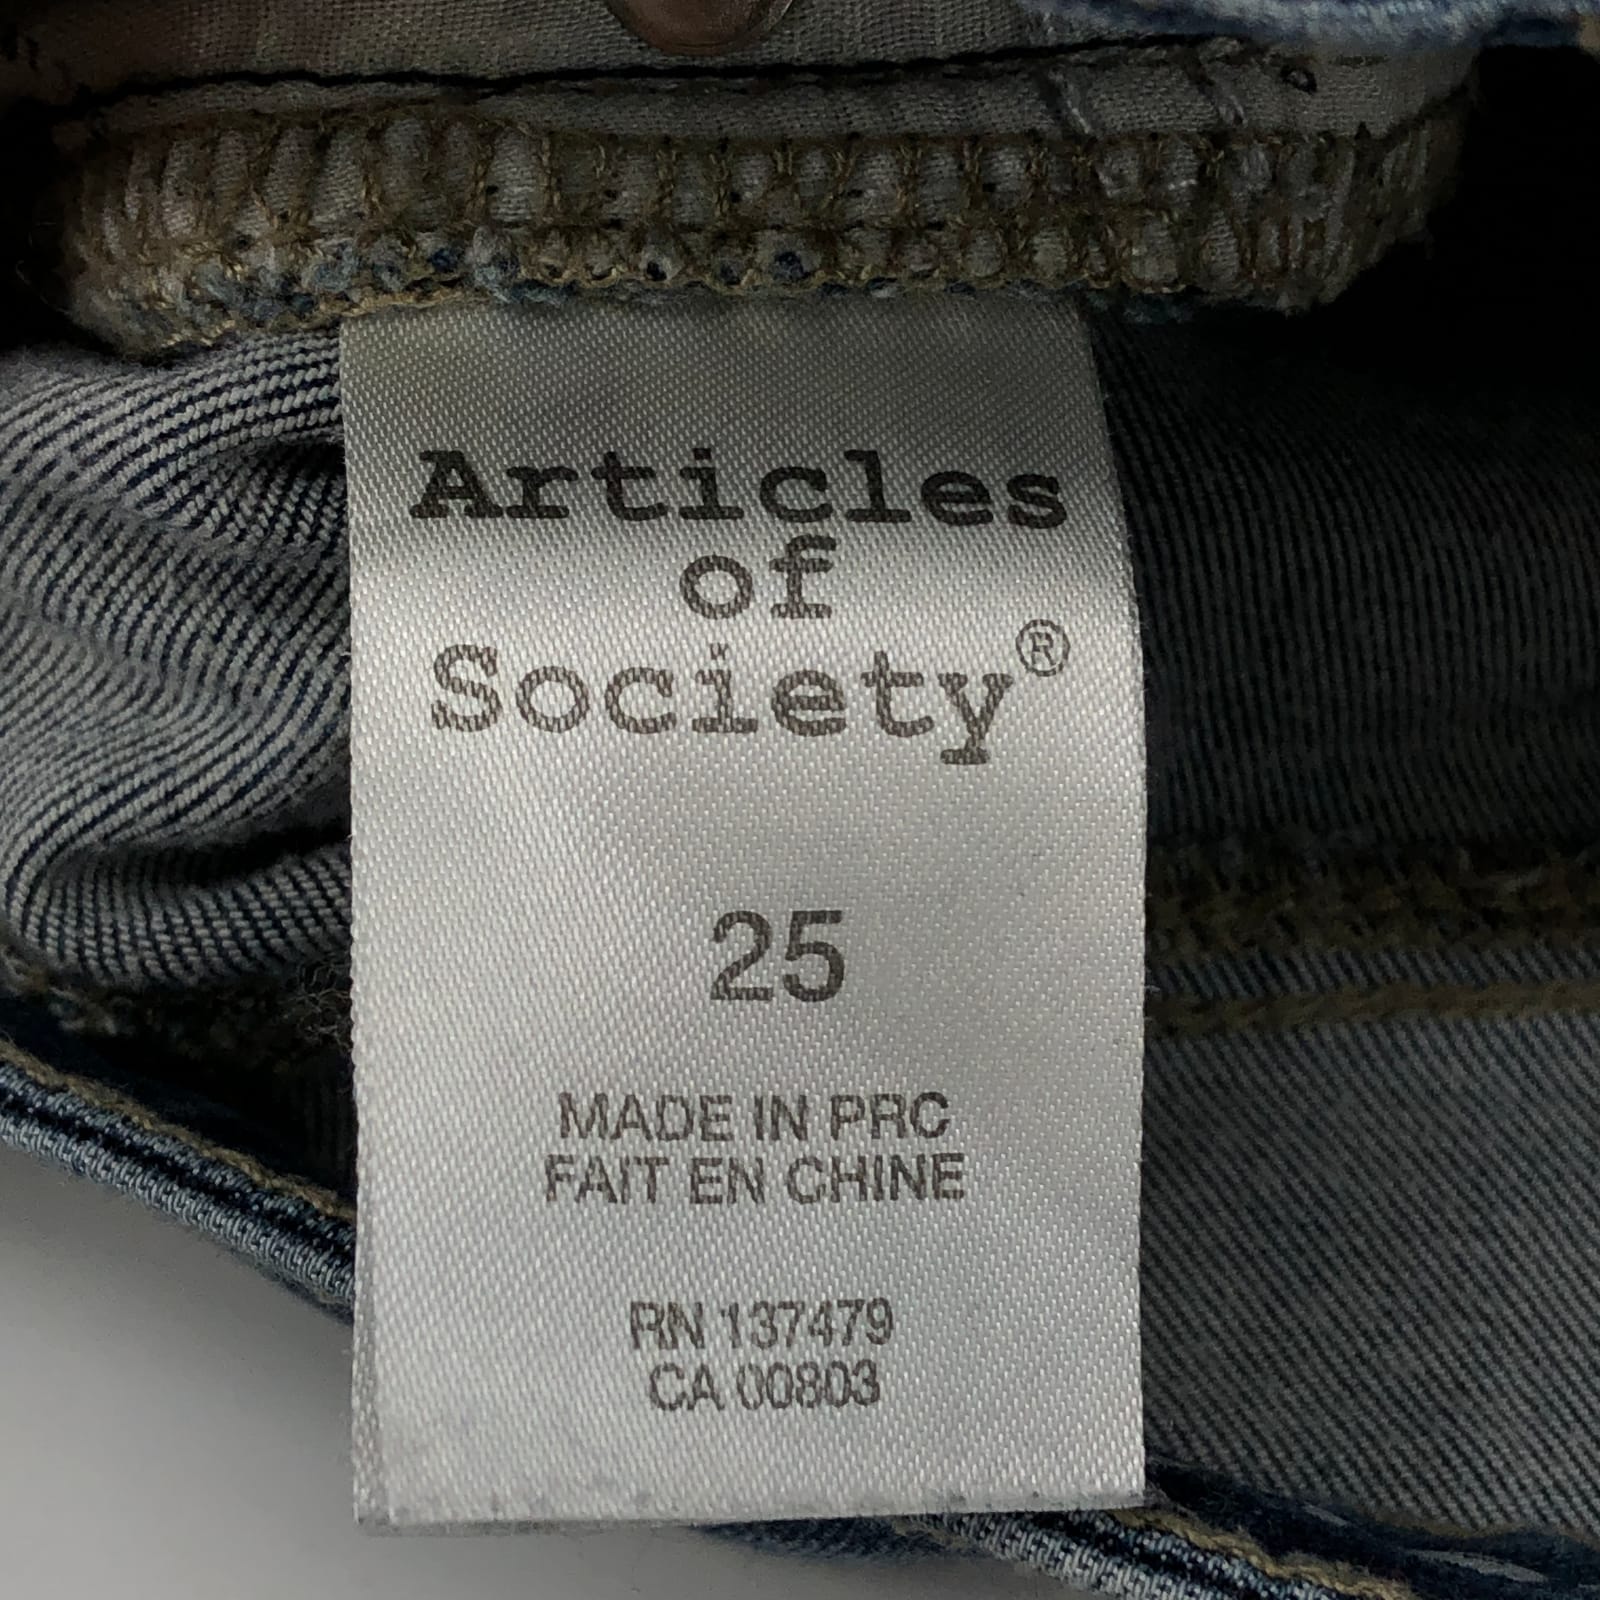 Articles
of
Society®
25
MADE IN PRC
FAIT EN CHINE
RN 137479
CA 00803